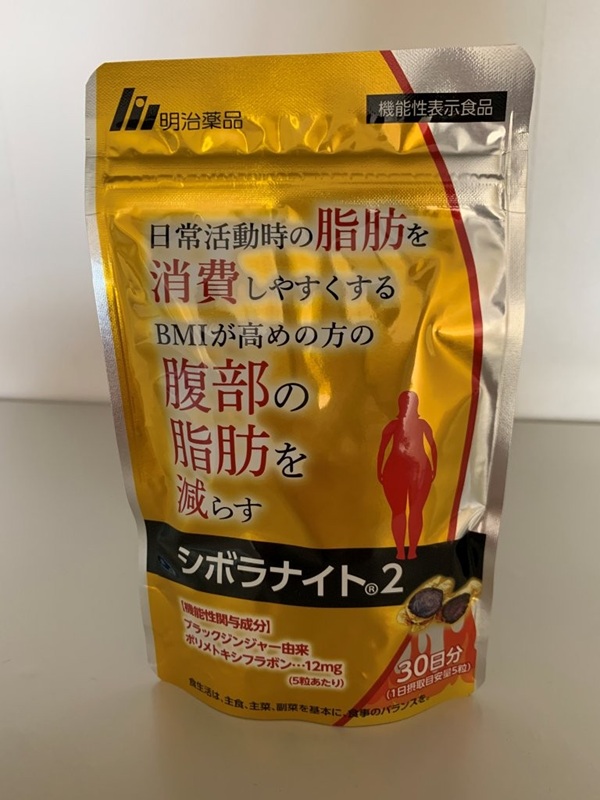 明治薬品
機能性表示食品
日常活動時の脂肪を
消費しやすくする
BMIが高めの方の
腹部の
脂肪を
減らす
シボラナイト®2
【機能性関与成分】
ブラックジンジャー由来
ポリメトキシフラボン…12mg
(5粒あたり)
30日分
(1日摂取目安量5粒)
食生活は、主食、主菜、副菜を基本に、食事のバランスを。